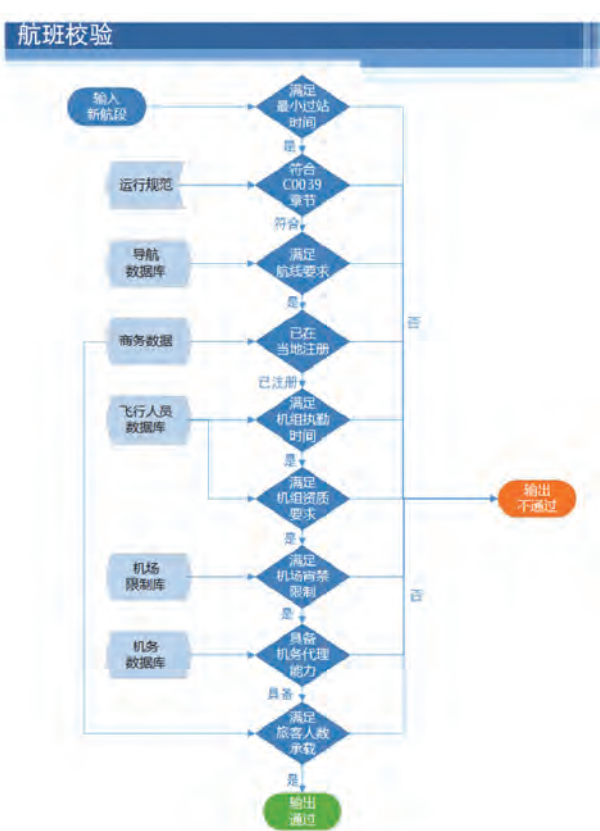 航班校验
输入
新航段
满足
最小过站
时间
是
运行规范
符合
C0039
章节
符合
导航
数据库
满足
航线要求
是
否
商务数据
已在
当地注册
已注册
飞行人员
数据库
满足
机组执勤
时间
是
满足
机组资质
要求
输出
不通过
是
机场
限制库
满足
机场宵禁
限制
是
否
机务
数据库
具备
机务代理
能力
具备
满足
旅客人数
承载
是
输出
通过